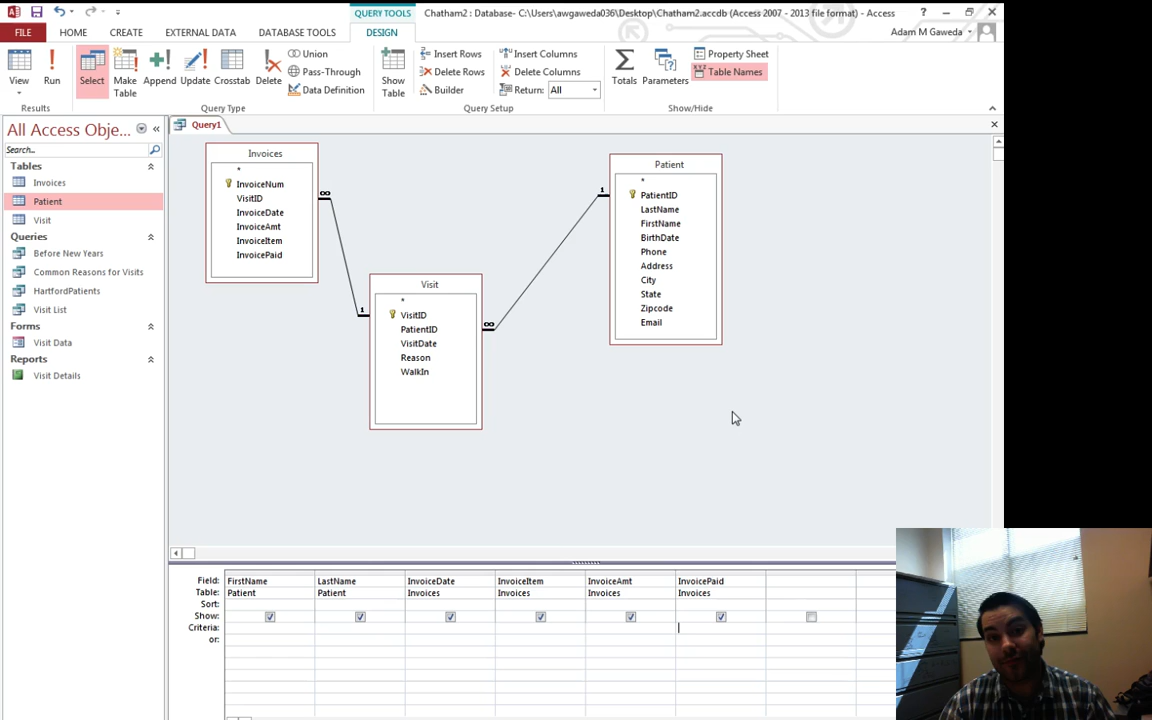 QUERY TOOLS
Chatham2 : Database- C:\Users\awgaweda036\Desktop\Chatham2.accdb (Access 2007 - 2013 file format) - Access
?
FILE HOME CREATE EXTERNAL DATA DATABASE TOOLS DESIGN Adam M Gaweda
View
Run
Select
Make Table
Append
Update
Crosstab
Delete
Union
Pass-Through
Data Definition
Show Table
Insert Rows
Delete Rows
Builder
Insert Columns
Delete Columns
Return: All
Totals
Parameters
Property Sheet
Table Names
Results Query Type Query Setup Show/Hide
All Access Obje...
Search...
Tables
Invoices
Patient
Visit
Queries
Before New Years
Common Reasons for Visits
HartfordPatients
Visit List
Forms
Visit Data
Reports
Visit Details
Query1
Invoices
*
InvoiceNum
VisitID
InvoiceDate
InvoiceAmt
InvoiceItem
InvoicePaid
∞
1
Visit
*
VisitID
PatientID
VisitDate
Reason
WalkIn
∞
1
Patient
*
PatientID
LastName
FirstName
BirthDate
Phone
Address
City
State
Zipcode
Email
Field: FirstName LastName InvoiceDate InvoiceItem InvoiceAmt InvoicePaid
Table: Patient Patient Invoices Invoices Invoices Invoices
Sort:
Show:
Criteria:
or: